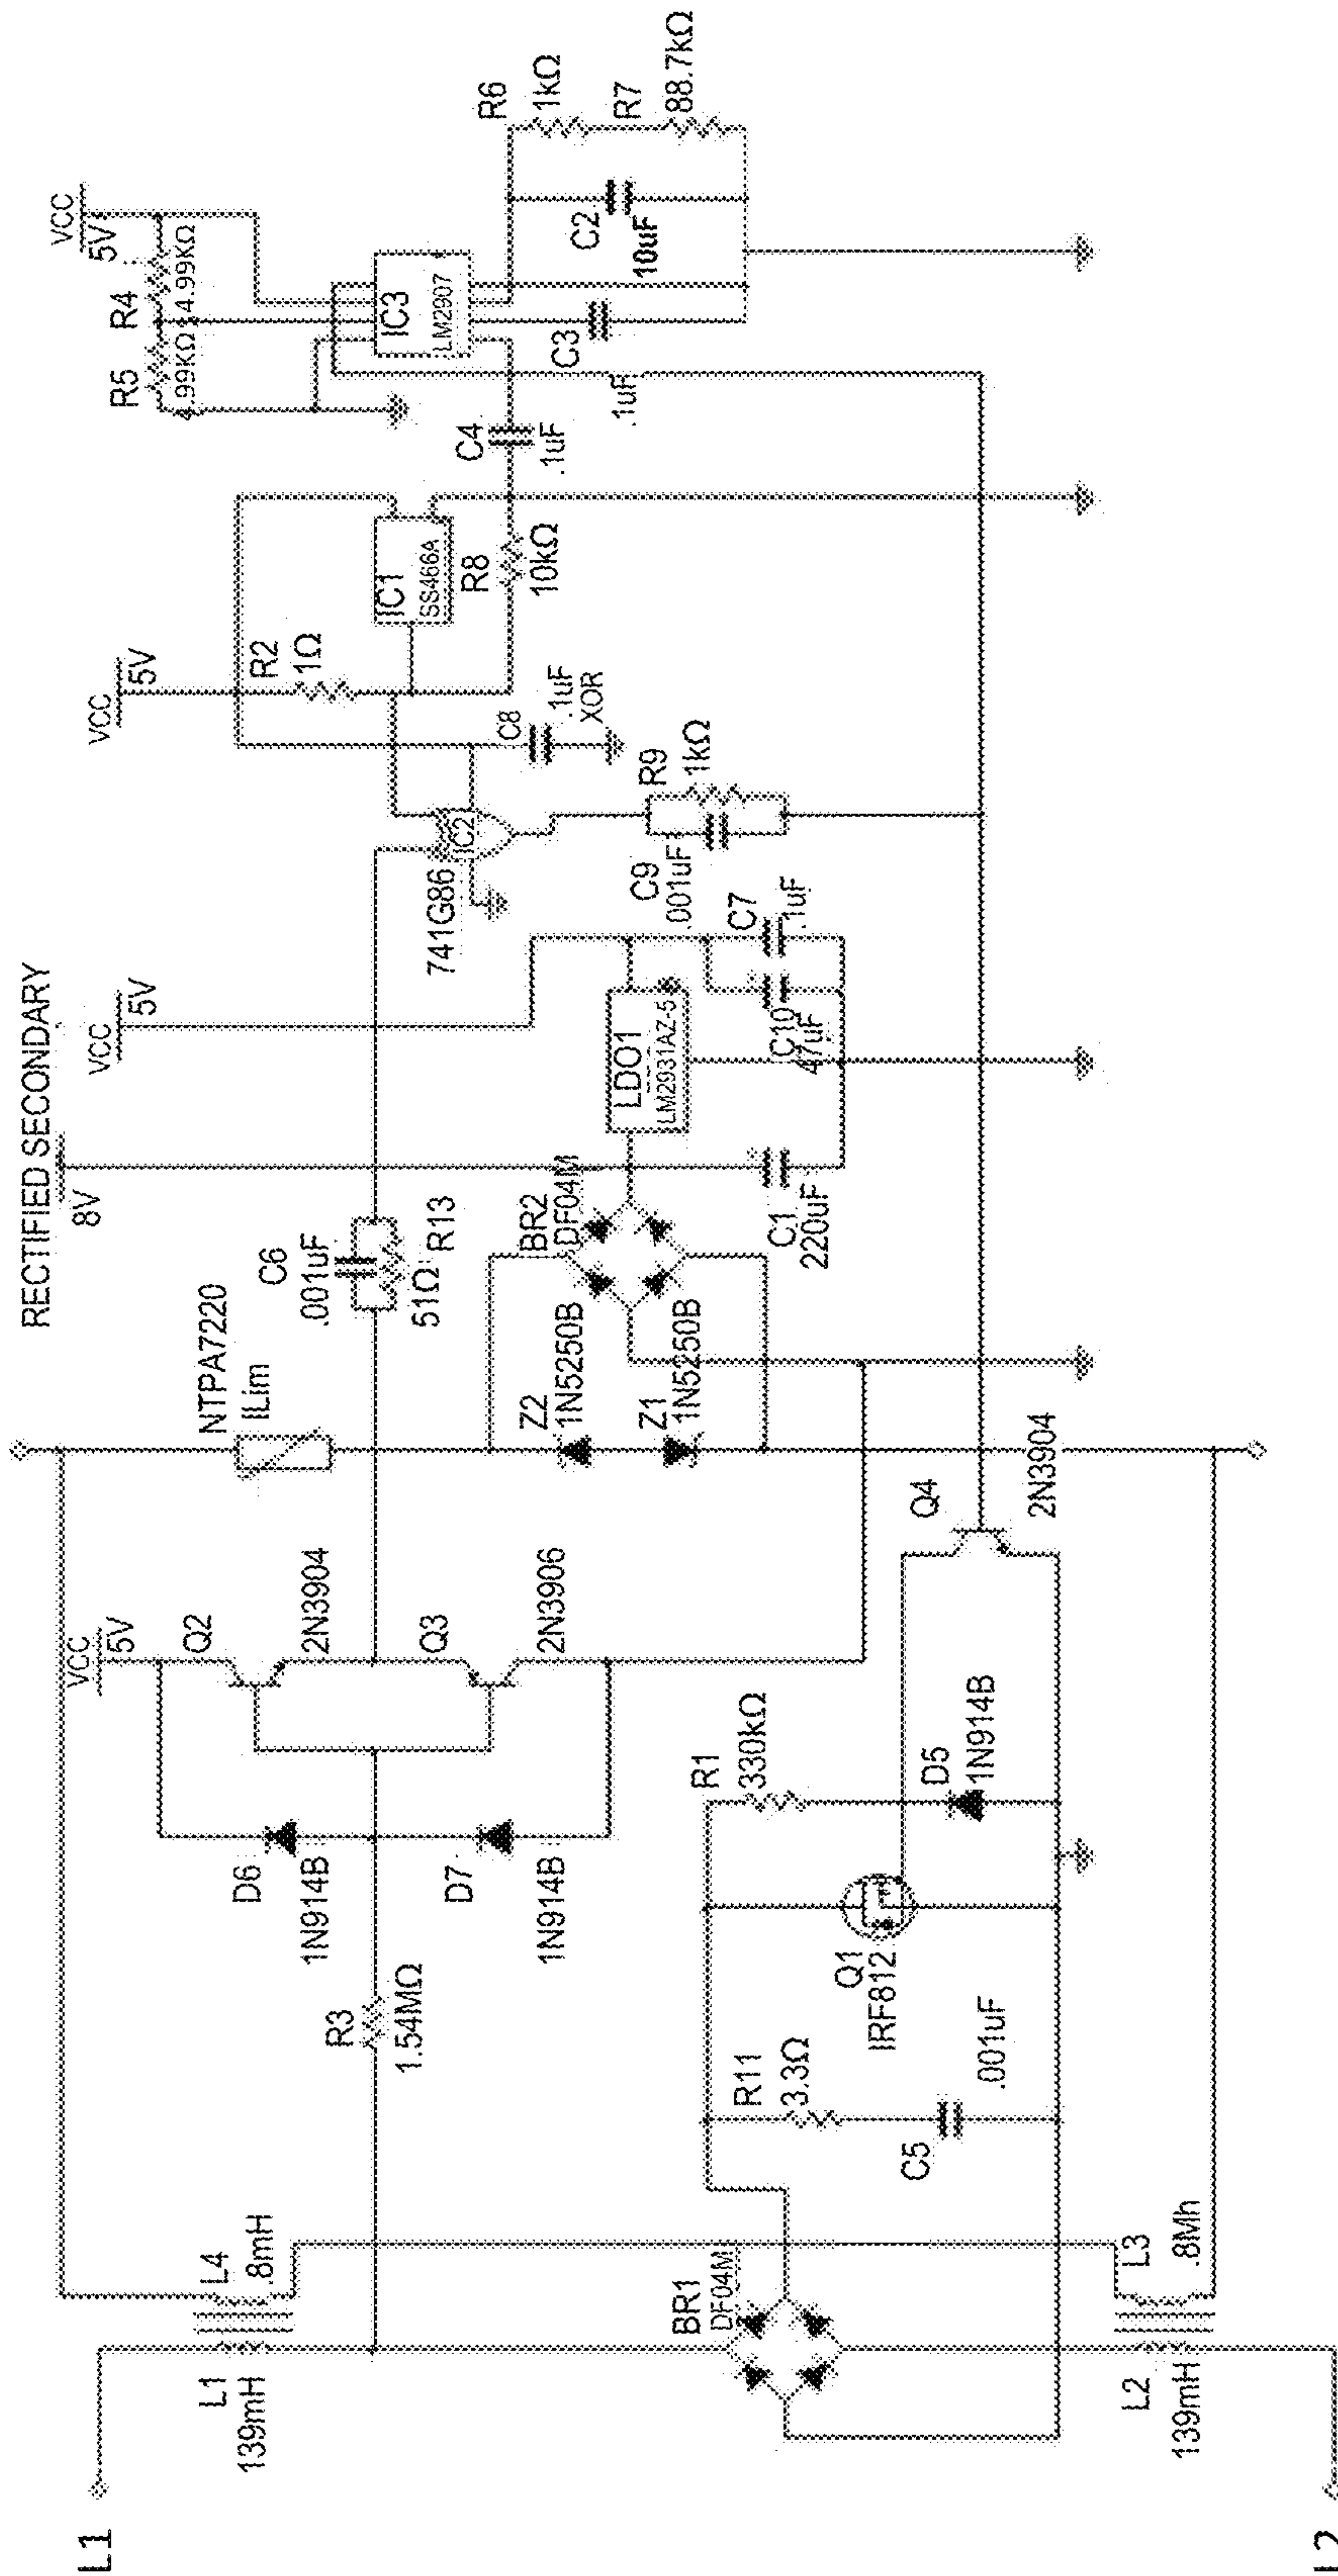 L1
L1
139mH
L4
.8mH
R3
1.54MΩ
D6
1N914B
D7
1N914B
VCC
5V
Q2
2N3904
Q3
2N3906
NTPA7220
ILim
RECTIFIED SECONDARY
8V
C6
.001uF
51Ω
R13
Z2
1N5250B
Z1
1N5250B
BR2
DF04M
VCC
5V
LDO1
LM2931AZ-5
C1
220uF
C10
47uF
C7
.1uF
741G86
IC2
C8
.1uF
XOR
C9
.001uF
R9
1kΩ
VCC
5V
R2
1Ω
IC1
SS466A
R8
10kΩ
C4
.1uF
R5
4.99KΩ
R4
4.99KΩ
VCC
5V
IC3
LM2907
C3
.1uF
C2
10uF
R6
1kΩ
R7
88.7kΩ
BR1
DF04M
R11
3.3Ω
C5
.001uF
Q1
IRF812
R1
330kΩ
D5
1N914B
Q4
2N3904
L2
139mH
L3
.8Mh
L2